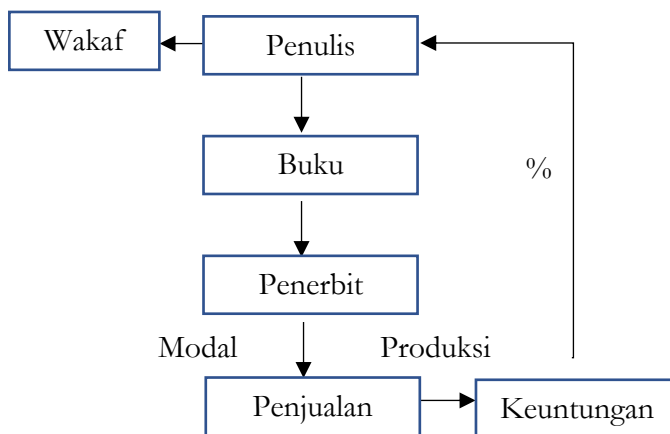 Wakaf
Penulis
Buku
%
Penerbit
Modal
Produksi
Penjualan
Keuntungan